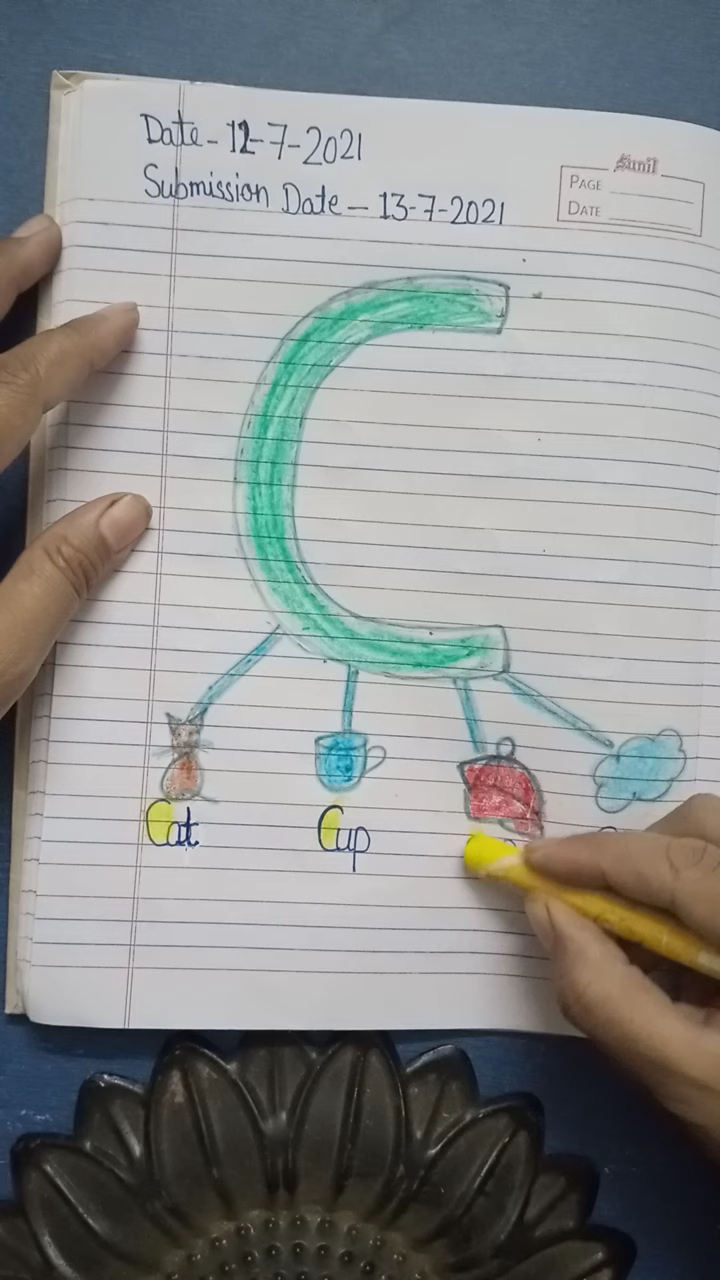 Date - 12-7-2021
Submission Date - 13-7-2021
Sunil
PAGE
DATE
Cat Cup